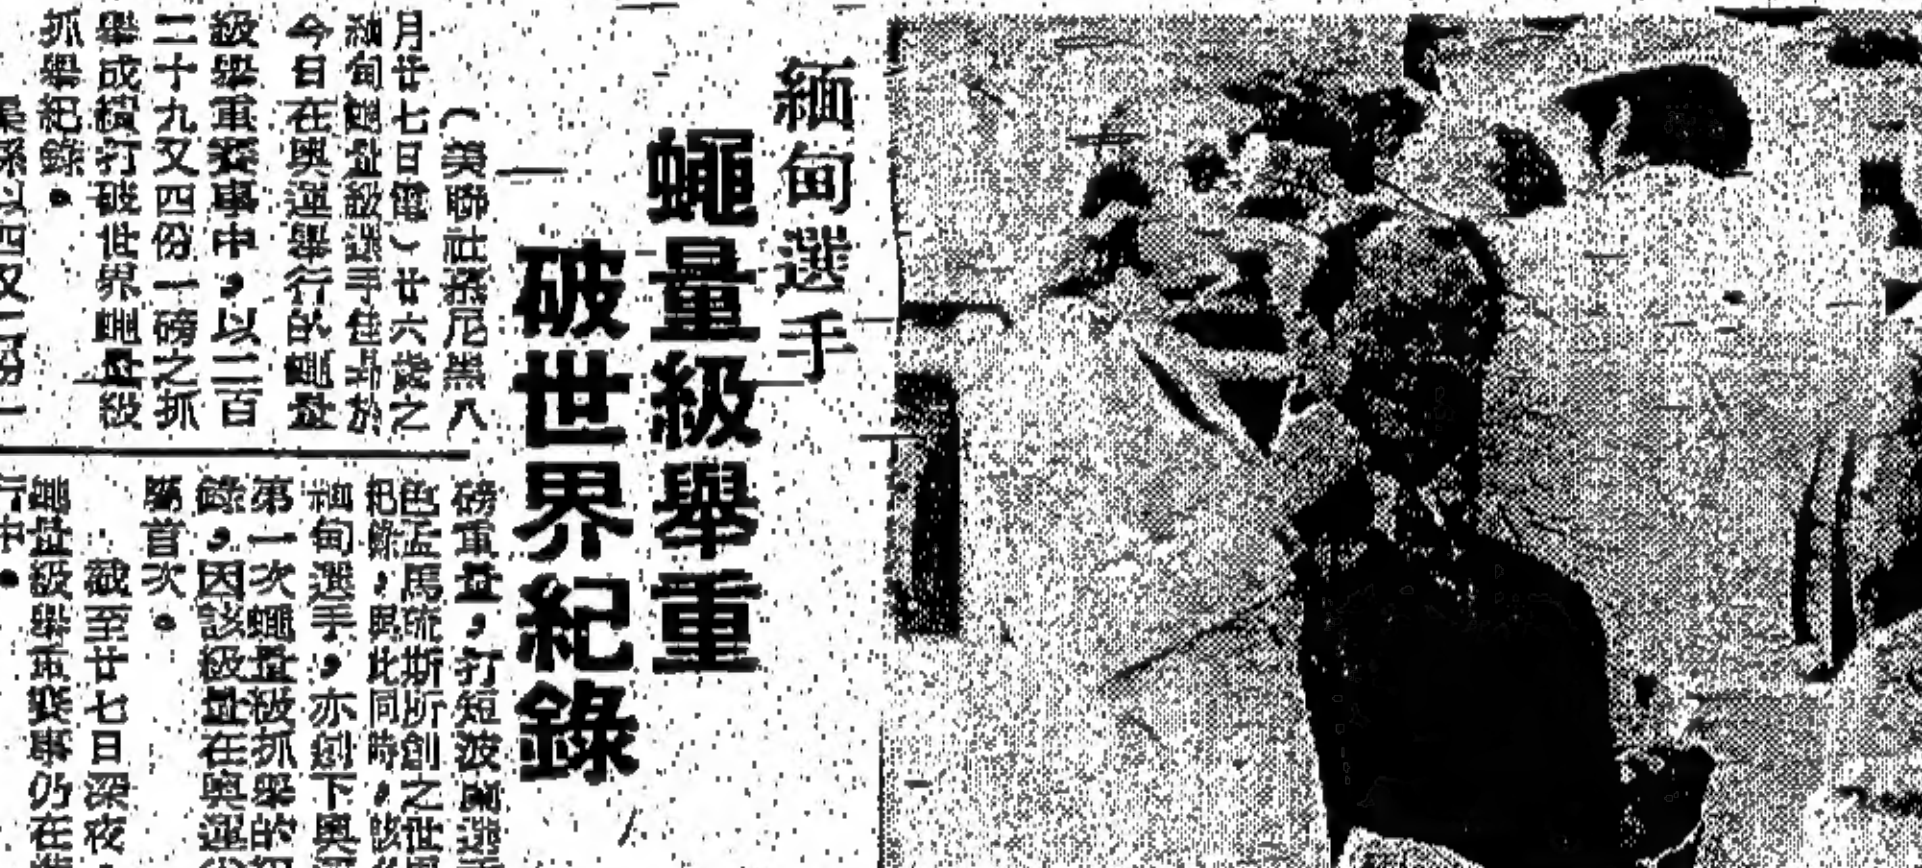 緬甸選手
蠅量級舉重
破世界紀錄
(美聯社慕尼黑八
月廿七日電)廿六歲之
緬甸蠅量級選手佳昂於
今日在奧運舉行的蠅量
級舉重賽事中,以二百
二十九又四份一磅之抓
舉成績打破世界蠅量級
抓舉紀錄。
磅重量,打短波蘭選手
色孟馬琉斯所創之世界
紀錄,與此同時,該
緬甸選手,亦創下奧運
第一次蠅量被抓舉的紀
錄,因該級量在奧運
屬首次。
截至廿七日深夜,
蠅量級舉重賽事仍在進
行中。